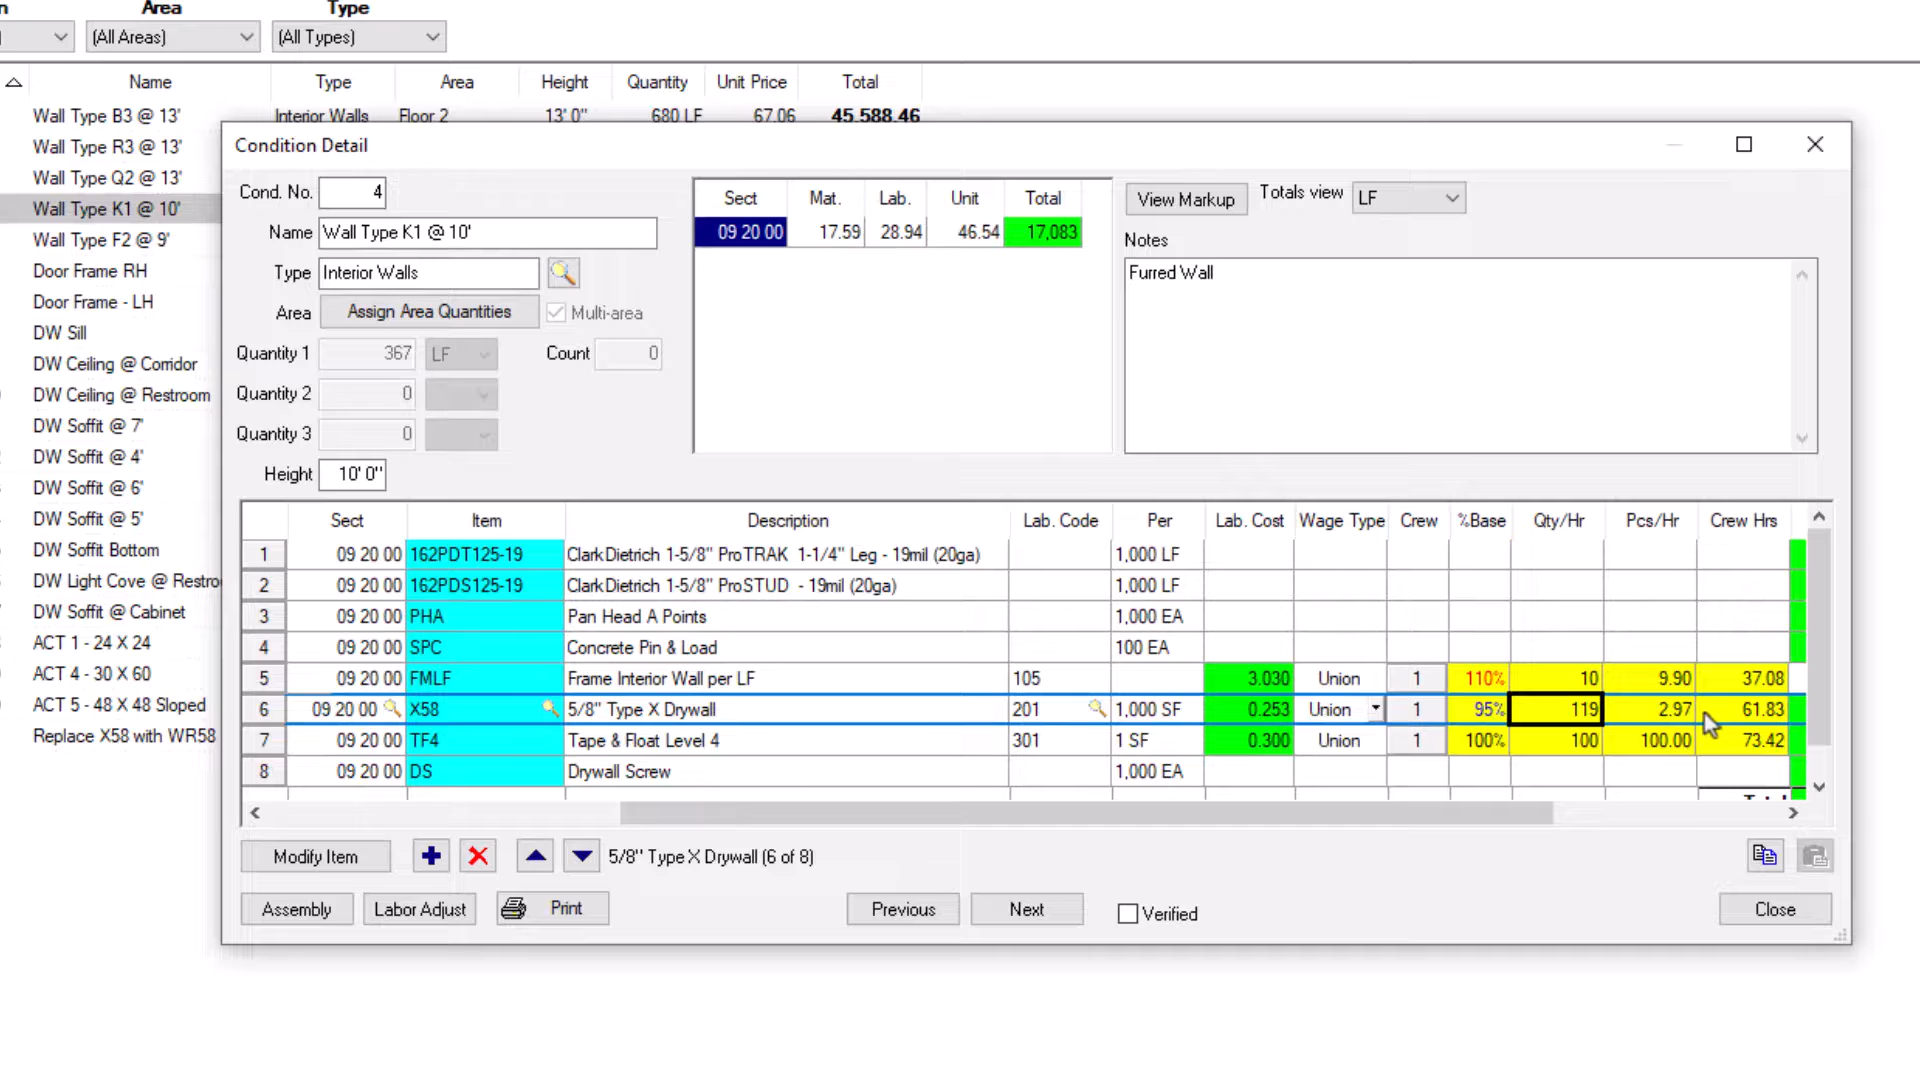 n Area Type
(All Areas) (All Types)
Name Type Area Height Quantity Unit Price Total
Wall Type B3 @ 13' Interior Walls Floor 2 13' 0" 680 LF 67.06 45,588.46
Wall Type R3 @ 13'
Wall Type Q2 @ 13'
Wall Type K1 @ 10'
Wall Type F2 @ 9'
Door Frame RH
Door Frame - LH
DW Sill
DW Ceiling @ Corridor
DW Ceiling @ Restroom
DW Soffit @ 7'
DW Soffit @ 4'
DW Soffit @ 6'
DW Soffit @ 5'
DW Soffit Bottom
DW Light Cove @ Restro
DW Soffit @ Cabinet
ACT 1 - 24 X 24
ACT 4 - 30 X 60
ACT 5 - 48 X 48 Sloped
Replace X58 with WR58
Condition Detail
Cond. No. 4
Name Wall Type K1 @ 10'
Type Interior Walls
Area Assign Area Quantities Multi-area
Quantity 1 367 LF Count 0
Quantity 2 0
Quantity 3 0
Height 10' 0"
Sect Mat. Lab. Unit Total
09 20 00 17.59 28.94 46.54 17,083
View Markup Totals view LF
Notes
Furred Wall
Sect Item Description Lab. Code Per Lab. Cost Wage Type Crew %Base Qty/Hr Pcs/Hr Crew Hrs
1 09 20 00 162PDT125-19 ClarkDietrich 1-5/8" ProTRAK 1-1/4" Leg - 19mil (20ga) 1,000 LF
2 09 20 00 162PDS125-19 ClarkDietrich 1-5/8" ProSTUD - 19mil (20ga) 1,000 LF
3 09 20 00 PHA Pan Head A Points 1,000 EA
4 09 20 00 SPC Concrete Pin & Load 100 EA
5 09 20 00 FMLF Frame Interior Wall per LF 105 3.030 Union 1 110% 10 9.90 37.08
6 09 20 00 X58 5/8" Type X Drywall 201 1,000 SF 0.253 Union 1 95% 119 2.97 61.83
7 09 20 00 TF4 Tape & Float Level 4 301 1 SF 0.300 Union 1 100% 100 100.00 73.42
8 09 20 00 DS Drywall Screw 1,000 EA
Modify Item 5/8" Type X Drywall (6 of 8)
Assembly Labor Adjust Print Previous Next Verified Close